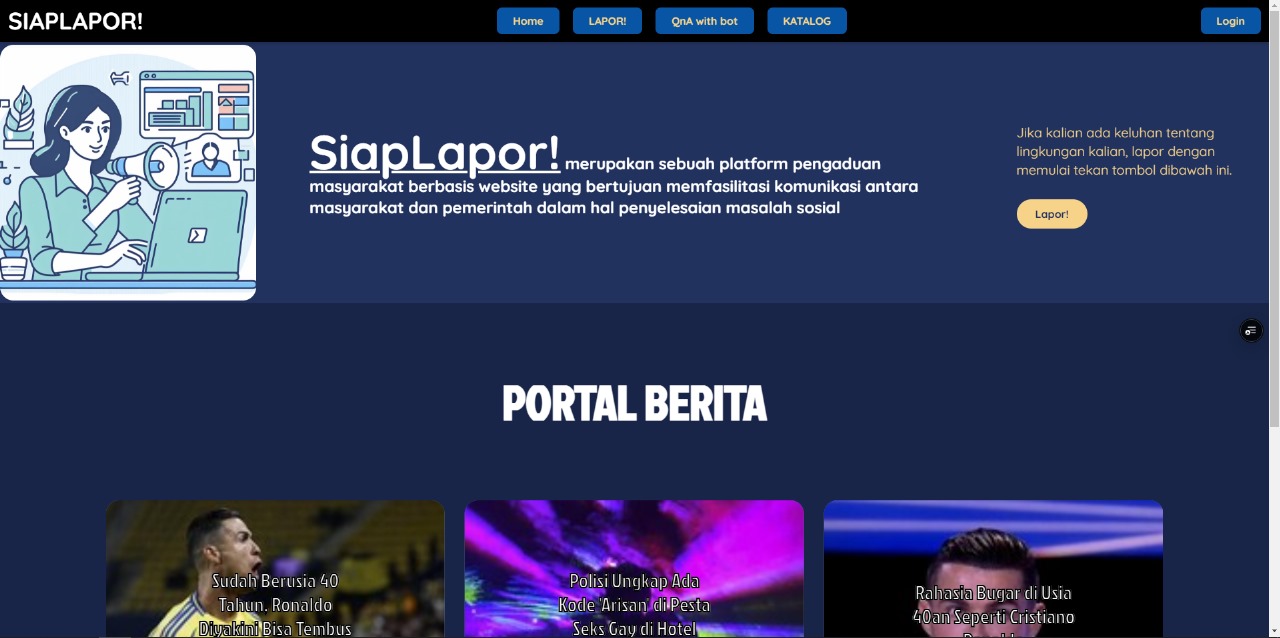 SIAPLAPOR!
Home
LAPOR!
QnA with bot
KATALOG
Login
SiapLapor! merupakan sebuah platform pengaduan
masyarakat berbasis website yang bertujuan memfasilitasi komunikasi antara
masyarakat dan pemerintah dalam hal penyelesaian masalah sosial
Jika kalian ada keluhan tentang
lingkungan kalian, lapor dengan
memulai tekan tombol dibawah ini.
Lapor!
PORTAL BERITA
Sudah Berusia 40
Tahun, Ronaldo
Diyakini Bisa Tembus
Polisi Ungkap Ada
Kode 'Arisan' di Pesta
Seks Gay di Hotel
Rahasia Bugar di Usia
40an Seperti Cristiano